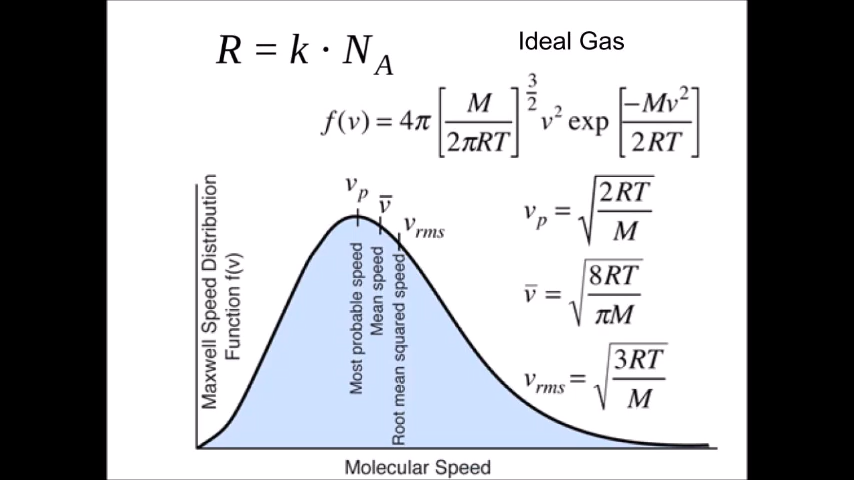 R = k · N_A
Ideal Gas
f(v) = 4π [M / 2πRT]^(3/2) v² exp [−Mv² / 2RT]
v_p
v̄
v_rms
v_p = √(2RT / M)
v̄ = √(8RT / πM)
v_rms = √(3RT / M)
Maxwell Speed Distribution
Function f(v)
Most probable speed
Mean speed
Root mean squared speed
Molecular Speed